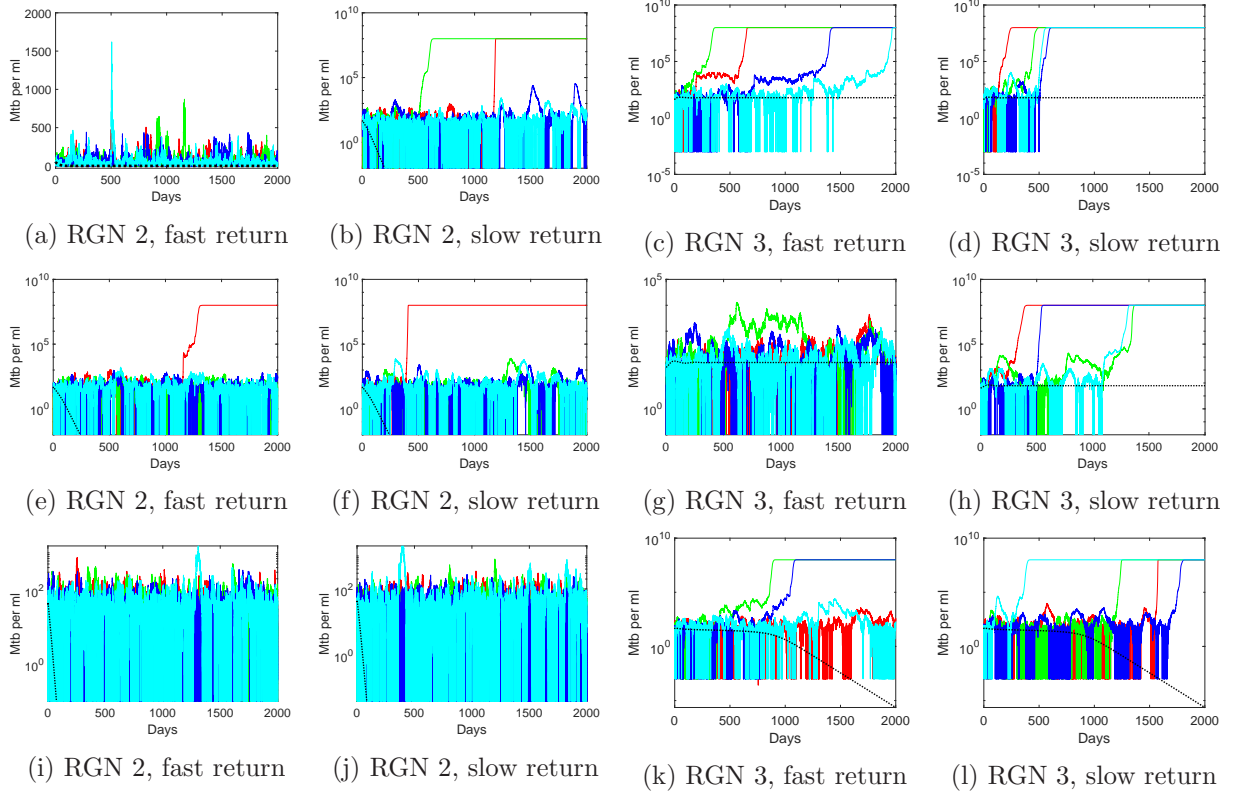 2000
1500
1000
500
0
Mtb per ml
0 500 1000 1500 2000
Days
(a) RGN 2, fast return
10^10
10^5
10^0
Mtb per ml
0 500 1000 1500 2000
Days
(b) RGN 2, slow return
10^10
10^5
10^0
10^-5
Mtb per ml
0 500 1000 1500 2000
Days
(c) RGN 3, fast return
10^10
10^5
10^0
10^-5
Mtb per ml
0 500 1000 1500 2000
Days
(d) RGN 3, slow return
10^10
10^5
10^0
Mtb per ml
0 500 1000 1500 2000
Days
(e) RGN 2, fast return
10^10
10^5
10^0
Mtb per ml
0 500 1000 1500 2000
Days
(f) RGN 2, slow return
10^5
10^0
Mtb per ml
0 500 1000 1500 2000
Days
(g) RGN 3, fast return
10^10
10^5
10^0
Mtb per ml
0 500 1000 1500 2000
Days
(h) RGN 3, slow return
10^2
10^0
Mtb per ml
0 500 1000 1500 2000
Days
(i) RGN 2, fast return
10^2
10^0
Mtb per ml
0 500 1000 1500 2000
Days
(j) RGN 2, slow return
10^10
10^0
Mtb per ml
0 500 1000 1500 2000
Days
(k) RGN 3, fast return
10^10
10^0
Mtb per ml
0 500 1000 1500 2000
Days
(l) RGN 3, slow return